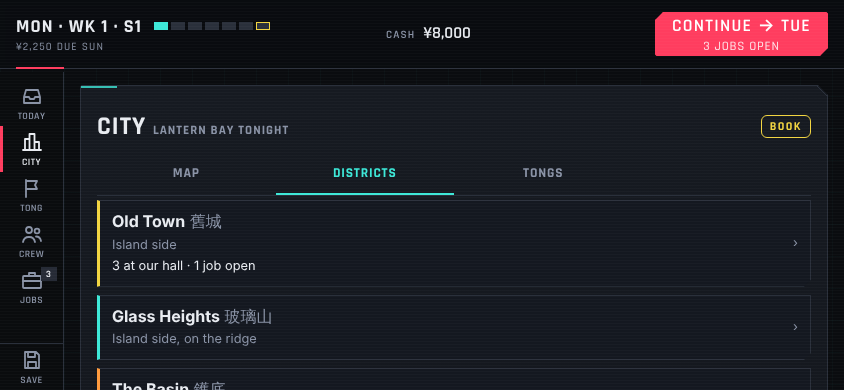 MON · WK 1 · S1
¥2,250 DUE SUN
CASH ¥8,000
CONTINUE → TUE
3 JOBS OPEN
TODAY
CITY
TONG
CREW
3
JOBS
SAVE
CITY LANTERN BAY TONIGHT
BOOK
MAP
DISTRICTS
TONGS
Old Town 舊城
Island side
3 at our hall · 1 job open
›
Glass Heights 玻璃山
Island side, on the ridge
›
The Basin 鑊底